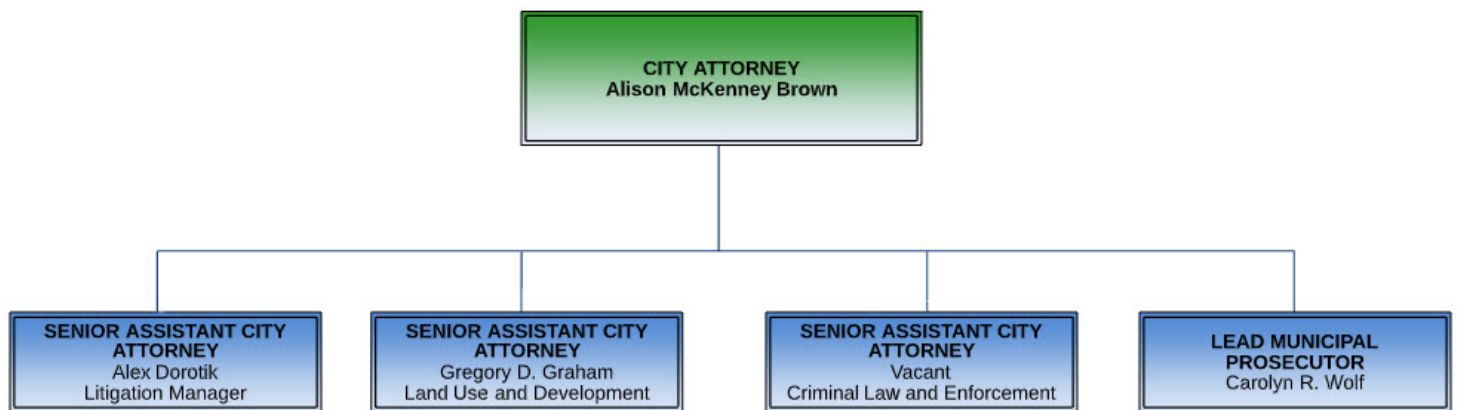 CITY ATTORNEY
Alison McKenney Brown
SENIOR ASSISTANT CITY
ATTORNEY
Alex Dorotik
Litigation Manager
SENIOR ASSISTANT CITY
ATTORNEY
Gregory D. Graham
Land Use and Development
SENIOR ASSISTANT CITY
ATTORNEY
Vacant
Criminal Law and Enforcement
LEAD MUNICIPAL
PROSECUTOR
Carolyn R. Wolf